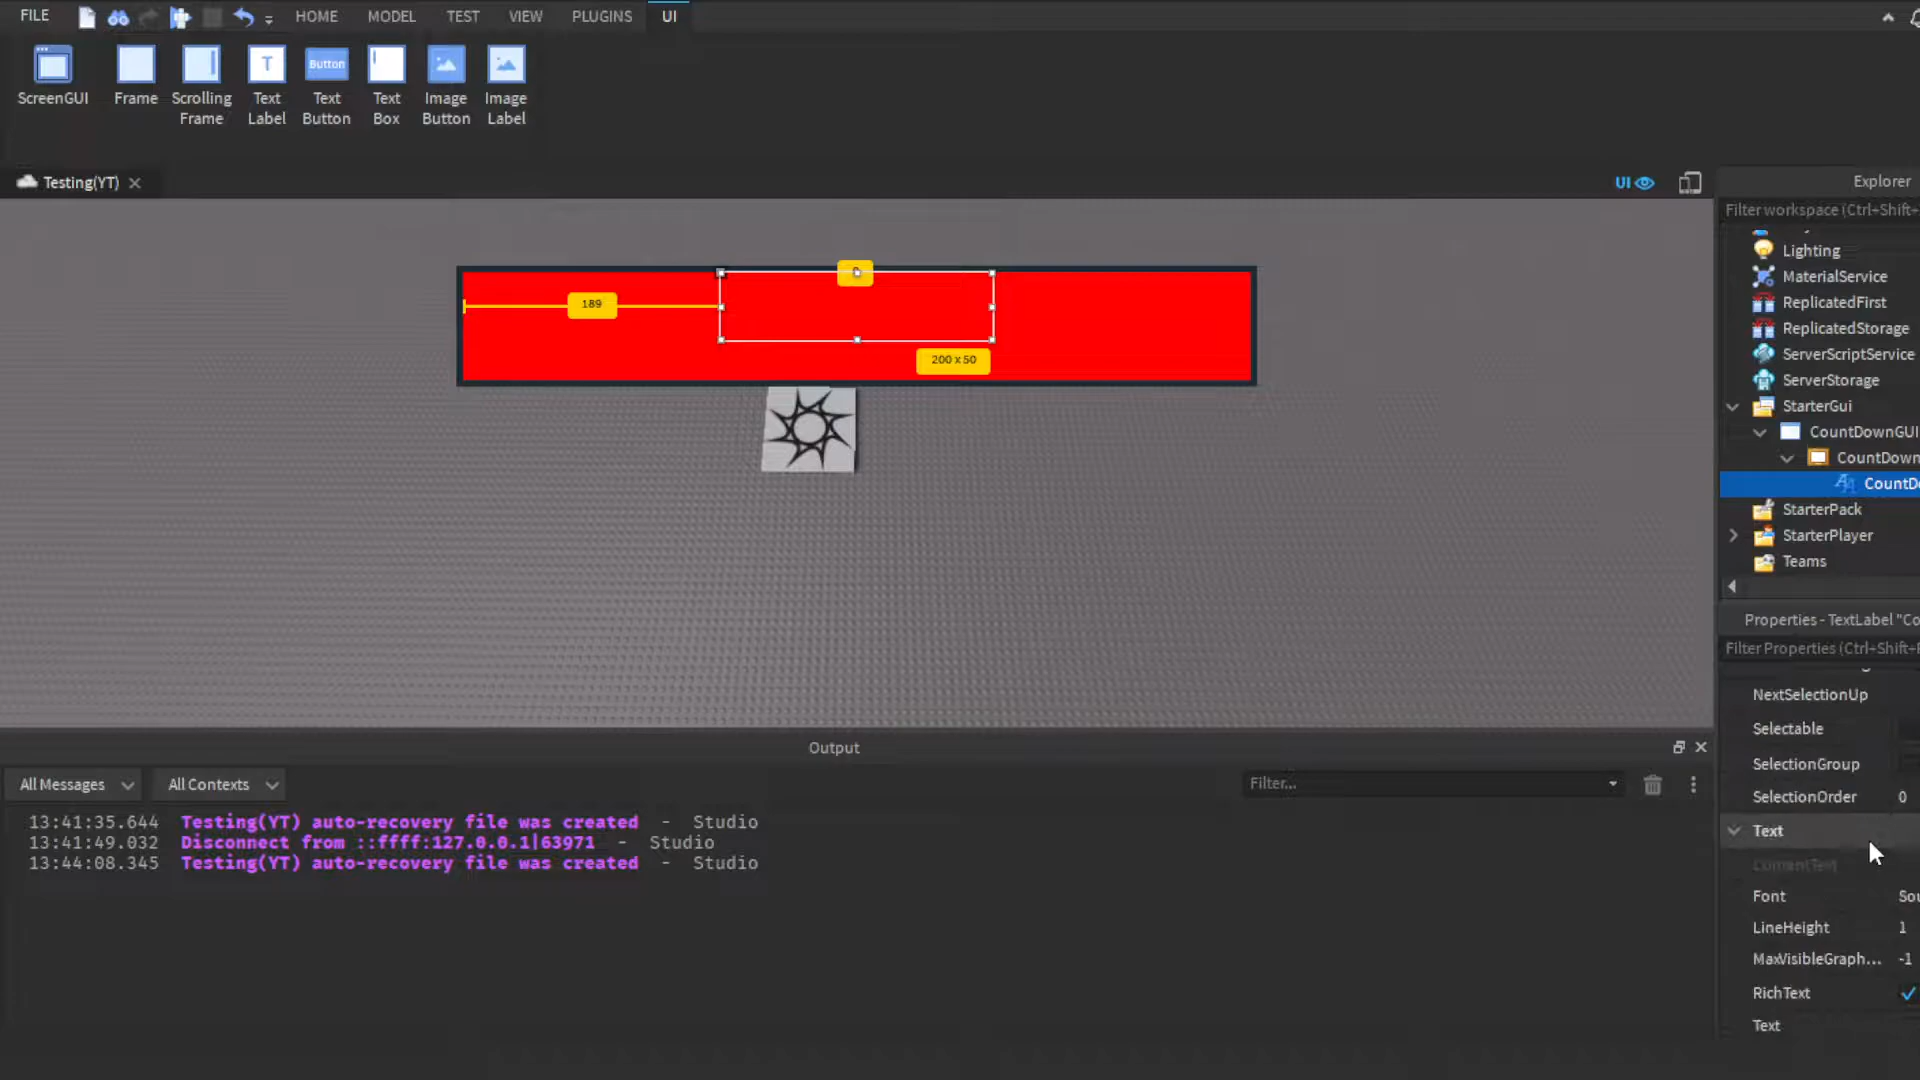 FILE
HOME
MODEL
TEST
VIEW
PLUGINS
UI
ScreenGUI
Frame
Scrolling
Frame
T
Text
Label
Button
Text
Button
Text
Box
Image
Button
Image
Label
Testing(YT)
UI
Explorer
Filter workspace (Ctrl+Shift+
Lighting
MaterialService
ReplicatedFirst
ReplicatedStorage
ServerScriptService
ServerStorage
StarterGui
CountDownGUI
CountDown
CountDo
StarterPack
StarterPlayer
Teams
189
200 x 50
Properties - TextLabel "Co
Filter Properties (Ctrl+Shift+P
NextSelectionUp
Selectable
SelectionGroup
SelectionOrder 0
Text
ContentText
Font Sou
LineHeight 1
MaxVisibleGraph... -1
RichText
Text
Output
All Messages
All Contexts
Filter...
13:41:35.644 Testing(YT) auto-recovery file was created - Studio
13:41:49.032 Disconnect from ::ffff:127.0.0.1|63971 - Studio
13:44:08.345 Testing(YT) auto-recovery file was created - Studio